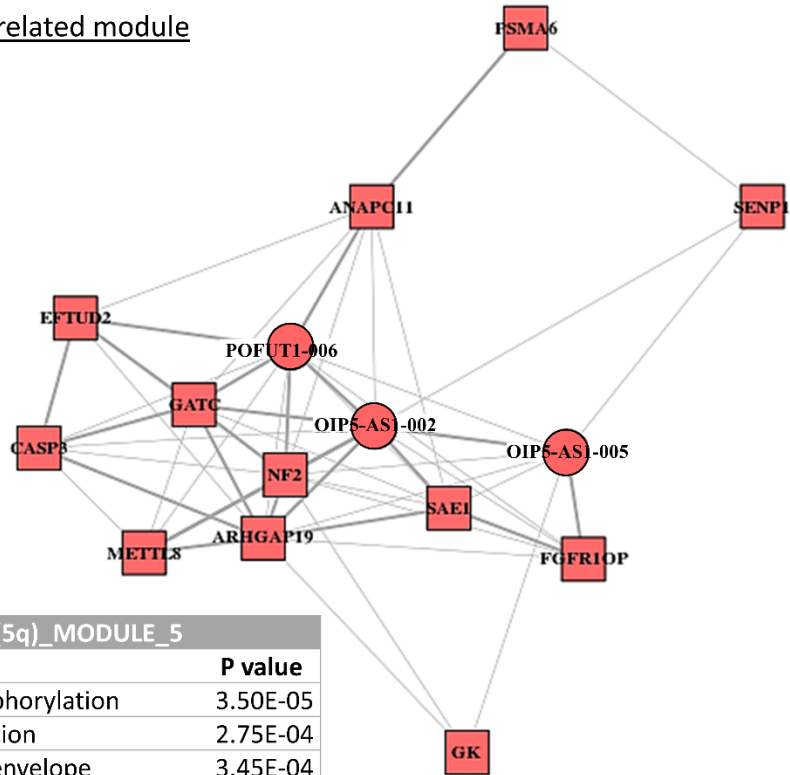 related module
PSMA6
ANAPC11
SENP1
EFTUD2
POFUT1-006
GATC
OIP5-AS1-002
CASP3
OIP5-AS1-005
NF2
SAE1
ARHGAP19
METTL8
FGFR1OP
(5q)_MODULE_5
P value
phorylation 3.50E-05
tion 2.75E-04
envelope 3.45E-04
GK